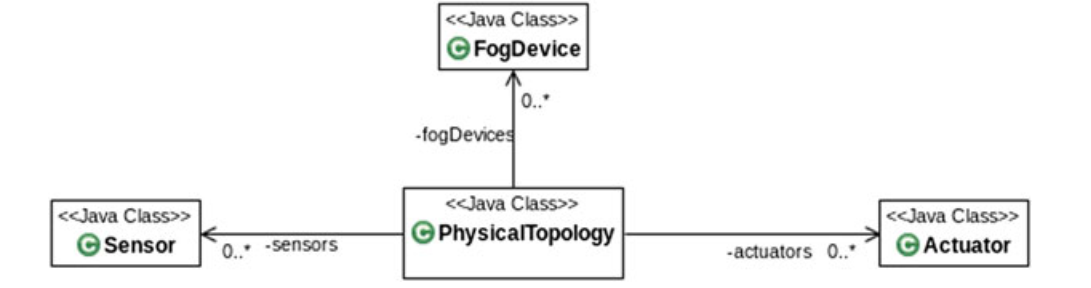 <<Java Class>>
C FogDevice
0..*
-fogDevices
<<Java Class>>
C PhysicalTopology
<<Java Class>>
C Sensor
0..* -sensors
-actuators 0..*
<<Java Class>>
C Actuator